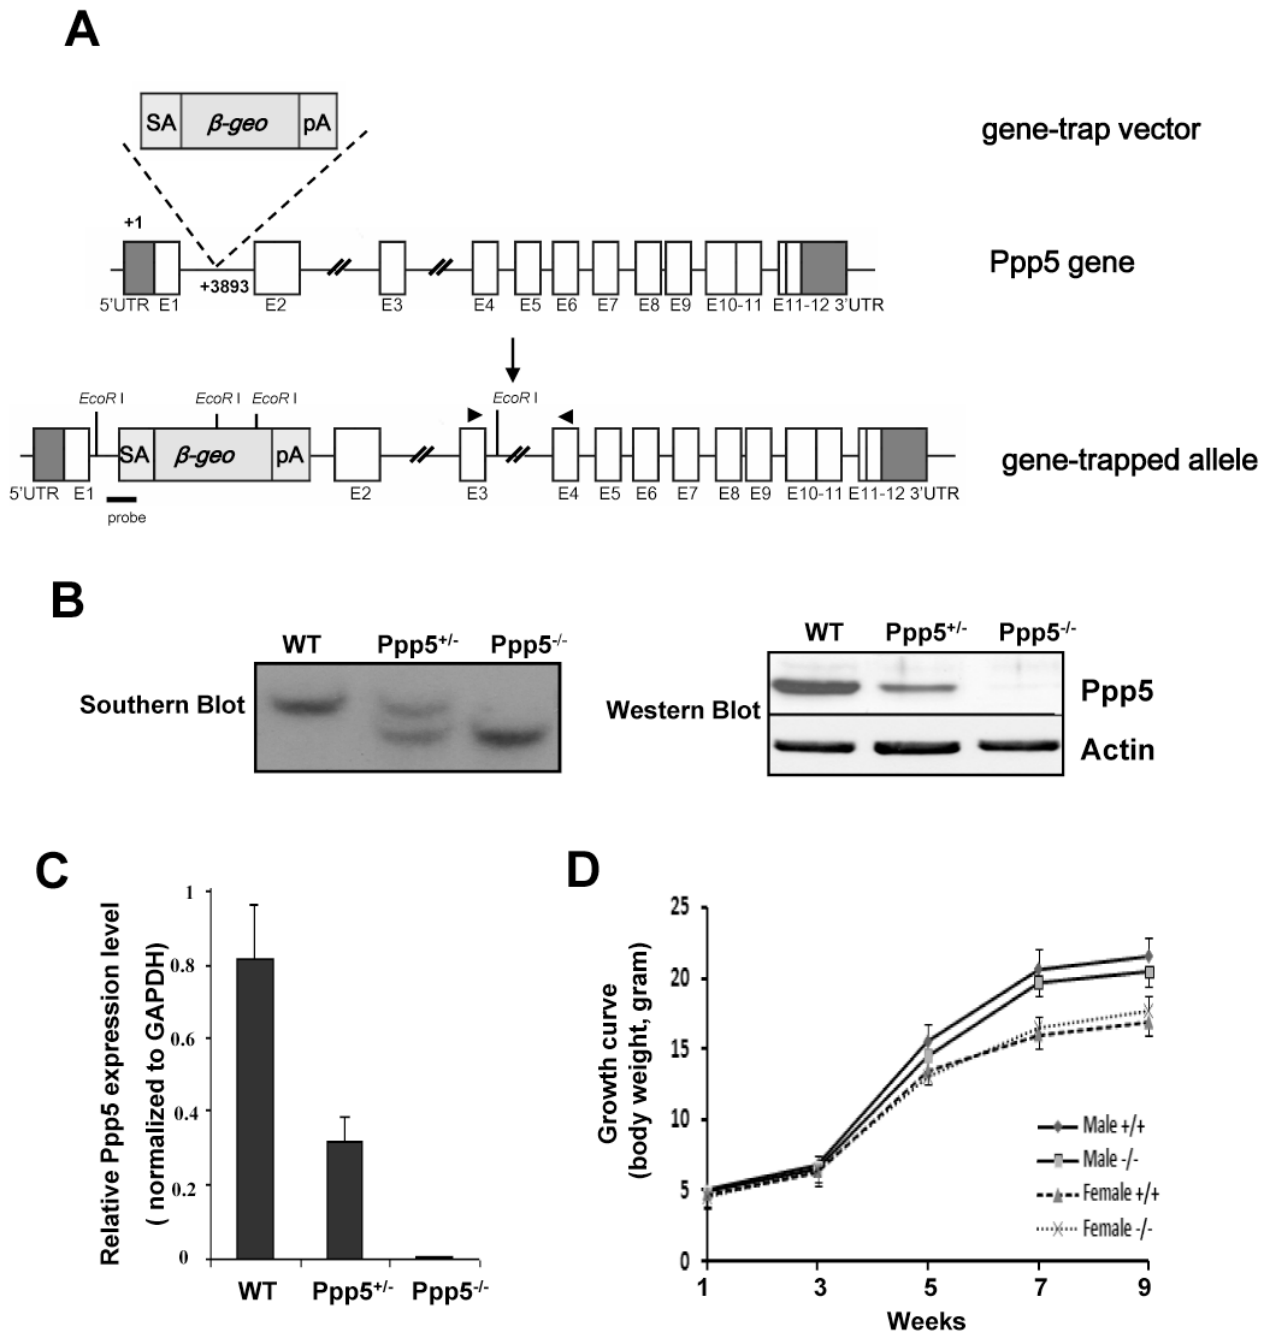 A
SA β-geo pA
gene-trap vector
+1
+3893
Ppp5 gene
5'UTR E1 E2 E3 E4 E5 E6 E7 E8 E9 E10-11 E11-12 3'UTR
EcoR I EcoR I EcoR I EcoR I
SA β-geo pA
gene-trapped allele
5'UTR E1 E2 E3 E4 E5 E6 E7 E8 E9 E10-11 E11-12 3'UTR
probe
B
WT Ppp5+/- Ppp5-/-
Southern Blot
WT Ppp5+/- Ppp5-/-
Western Blot
Ppp5
Actin
C
Relative Ppp5 expression level
( normalized to GAPDH)
1
0.8
0.6
0.4
0.2
0
WT Ppp5+/- Ppp5-/-
D
Growth curve
(body weight, gram)
25
20
15
10
5
0
Male +/+
Male -/-
Female +/+
Female -/-
1 3 5 7 9
Weeks